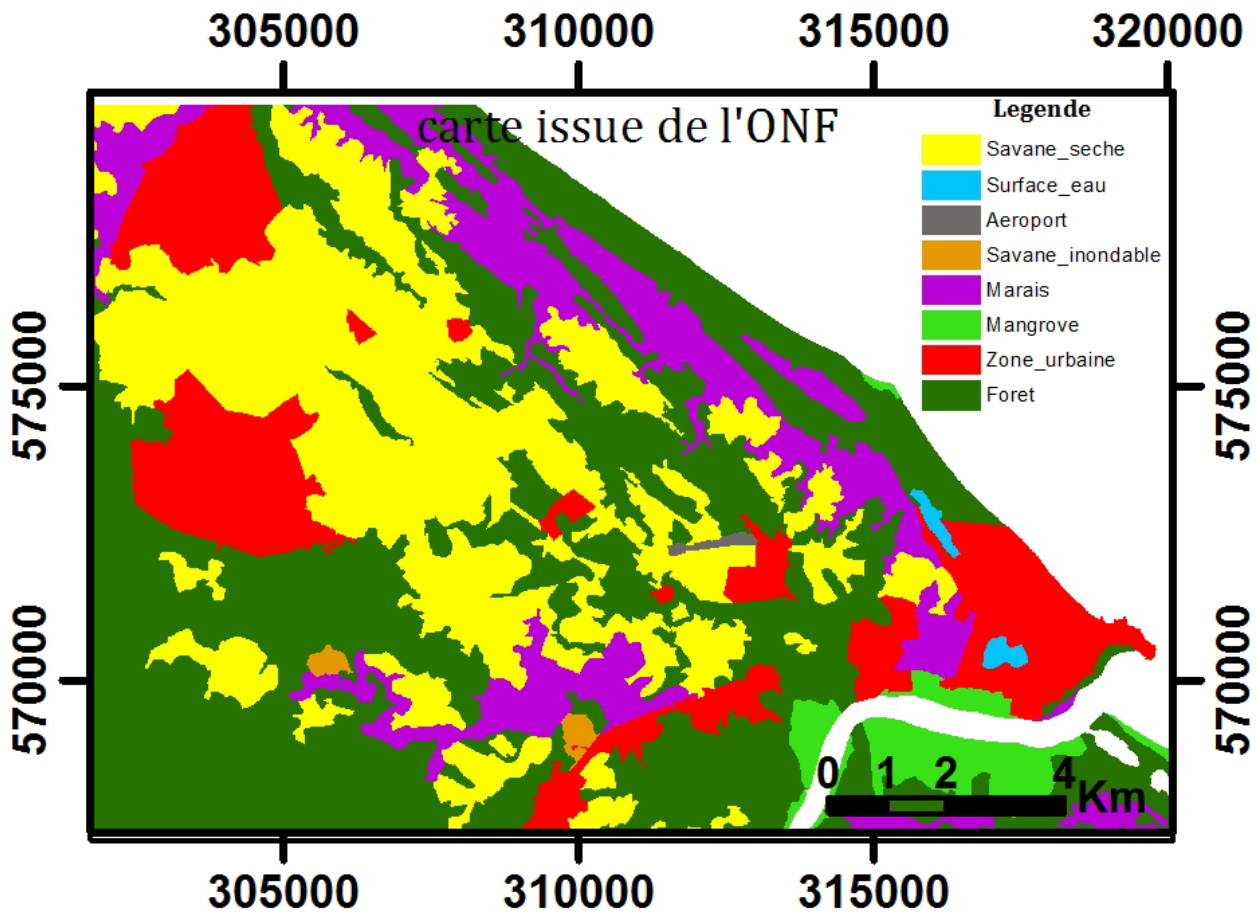 305000 310000 315000 320000
carte issue de l'ONF
Legende
Savane_seche
Surface_eau
Aeroport
Savane_inondable
Marais
Mangrove
Zone_urbaine
Foret
575000
570000
575000
570000
0 1 2 4 Km
305000 310000 315000